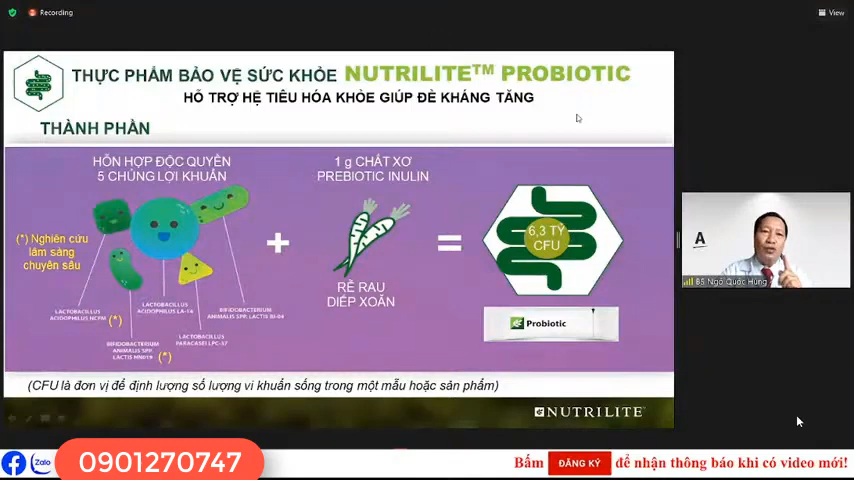 Recording
View
THỰC PHẨM BẢO VỆ SỨC KHỎE NUTRILITE™ PROBIOTIC
HỖ TRỢ HỆ TIÊU HÓA KHỎE GIÚP ĐỀ KHÁNG TĂNG
THÀNH PHẦN
HỖN HỢP ĐỘC QUYỀN
5 CHỦNG LỢI KHUẨN
1 g CHẤT XƠ
PREBIOTIC INULIN
(*) Nghiên cứu
lâm sàng
chuyên sâu
+
=
6,3 TỶ
CFU
RỄ RAU
DIẾP XOĂN
LACTOBACILLUS
ACIDOPHILUS NCFM (*)
LACTOBACILLUS
ACIDOPHILUS LA-14
BIFIDOBACTERIUM
ANIMALIS SPP. LACTIS BI-04
BIFIDOBACTERIUM
ANIMALIS SPP.
LACTIS HN019 (*)
LACTOBACILLUS
PARACASEI LPC-37
Probiotic
A
BS Ngô Quốc Hùng
(CFU là đơn vị để định lượng số lượng vi khuẩn sống trong một mẫu hoặc sản phẩm)
NUTRILITE™
Zalo
0901270747
Bấm ĐĂNG KÝ để nhận thông báo khi có video mới!